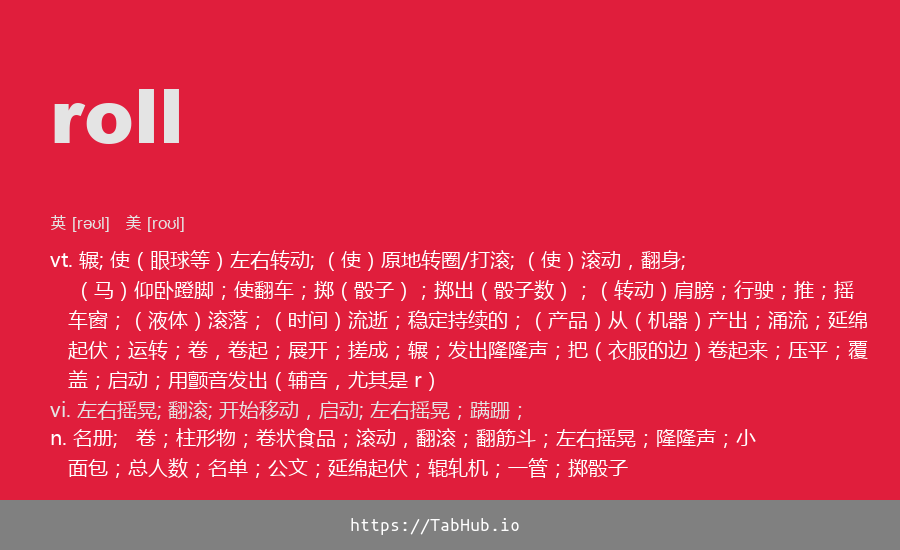 roll
英 [rəʊl] 美 [roʊl]
vt. 辗; 使（眼球等）左右转动; （使）原地转圈/打滚; （使）滚动，翻身;
（马）仰卧蹬脚；使翻车；掷（骰子）；掷出（骰子数）；（转动）肩膀；行驶；推；摇
车窗；（液体）滚落；（时间）流逝；稳定持续的；（产品）从（机器）产出；涌流；延绵
起伏；运转；卷，卷起；展开；搓成；辗；发出隆隆声；把（衣服的边）卷起来；压平；覆
盖；启动；用颤音发出（辅音，尤其是 r）
vi. 左右摇晃; 翻滚; 开始移动，启动; 左右摇晃；蹒跚；
n. 名册; 卷；柱形物；卷状食品；滚动，翻滚；翻筋斗；左右摇晃；隆隆声；小
面包；总人数；名单；公文；延绵起伏；辊轧机；一管；掷骰子
https://TabHub.io